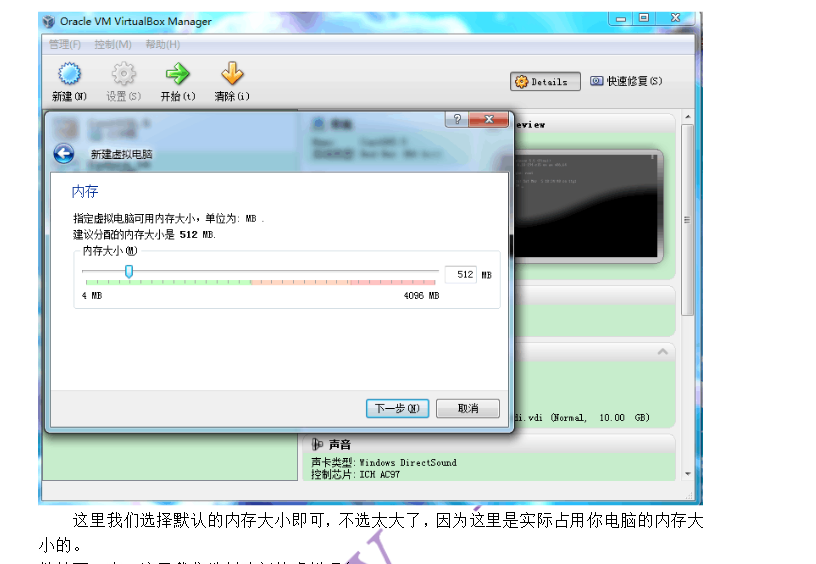 Oracle VM VirtualBox Manager
管理(F) 控制(M) 帮助(H)
新建(N) 设置(S) 开始(t) 清除(i) Details 快速修复(S)
eview
新建虚拟电脑
内存
指定虚拟电脑可用内存大小，单位为: MB .
建议分配的内存大小是 512 MB.
内存大小(M)
512 MB
4 MB 4096 MB
下一步(N) 取消
di.vdi (Normal, 10.00 GB)
声音
声卡类型: Windows DirectSound
控制芯片: ICH AC97
这里我们选择默认的内存大小即可，不选太大了，因为这里是实际占用你电脑的内存大
小的。